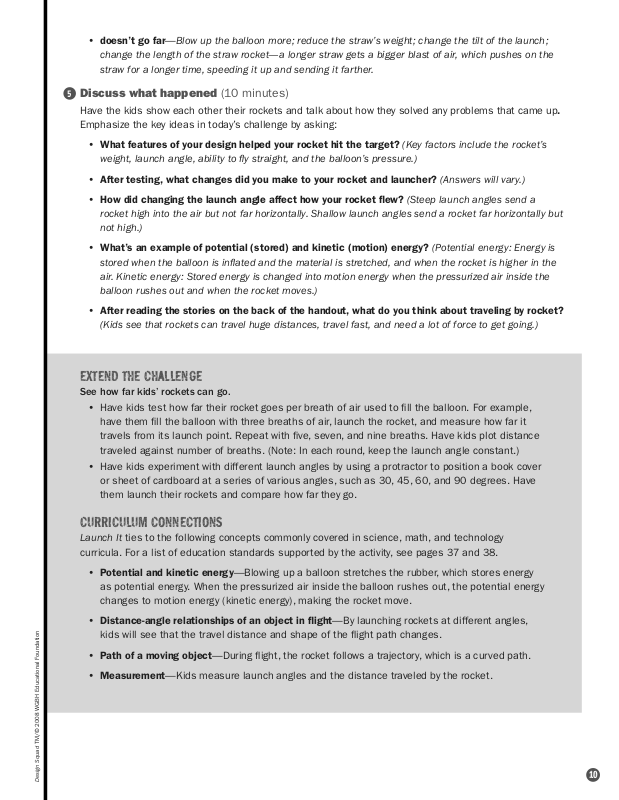 • doesn't go far—Blow up the balloon more; reduce the straw's weight; change the tilt of the launch;
change the length of the straw rocket—a longer straw gets a bigger blast of air, which pushes on the
straw for a longer time, speeding it up and sending it farther.
5 Discuss what happened (10 minutes)
Have the kids show each other their rockets and talk about how they solved any problems that came up.
Emphasize the key ideas in today's challenge by asking:
• What features of your design helped your rocket hit the target? (Key factors include the rocket's
weight, launch angle, ability to fly straight, and the balloon's pressure.)
• After testing, what changes did you make to your rocket and launcher? (Answers will vary.)
• How did changing the launch angle affect how your rocket flew? (Steep launch angles send a
rocket high into the air but not far horizontally. Shallow launch angles send a rocket far horizontally but
not high.)
• What's an example of potential (stored) and kinetic (motion) energy? (Potential energy: Energy is
stored when the balloon is inflated and the material is stretched, and when the rocket is higher in the
air. Kinetic energy: Stored energy is changed into motion energy when the pressurized air inside the
balloon rushes out and when the rocket moves.)
• After reading the stories on the back of the handout, what do you think about traveling by rocket?
(Kids see that rockets can travel huge distances, travel fast, and need a lot of force to get going.)
EXTEND THE CHALLENGE
See how far kids' rockets can go.
• Have kids test how far their rocket goes per breath of air used to fill the balloon. For example,
have them fill the balloon with three breaths of air, launch the rocket, and measure how far it
travels from its launch point. Repeat with five, seven, and nine breaths. Have kids plot distance
traveled against number of breaths. (Note: In each round, keep the launch angle constant.)
• Have kids experiment with different launch angles by using a protractor to position a book cover
or sheet of cardboard at a series of various angles, such as 30, 45, 60, and 90 degrees. Have
them launch their rockets and compare how far they go.
CURRICULUM CONNECTIONS
Launch It ties to the following concepts commonly covered in science, math, and technology
curricula. For a list of education standards supported by the activity, see pages 37 and 38.
• Potential and kinetic energy—Blowing up a balloon stretches the rubber, which stores energy
as potential energy. When the pressurized air inside the balloon rushes out, the potential energy
changes to motion energy (kinetic energy), making the rocket move.
• Distance-angle relationships of an object in flight—By launching rockets at different angles,
kids will see that the travel distance and shape of the flight path changes.
• Path of a moving object—During flight, the rocket follows a trajectory, which is a curved path.
• Measurement—Kids measure launch angles and the distance traveled by the rocket.
Design Squad TM/© 2008 WGBH Educational Foundation
10